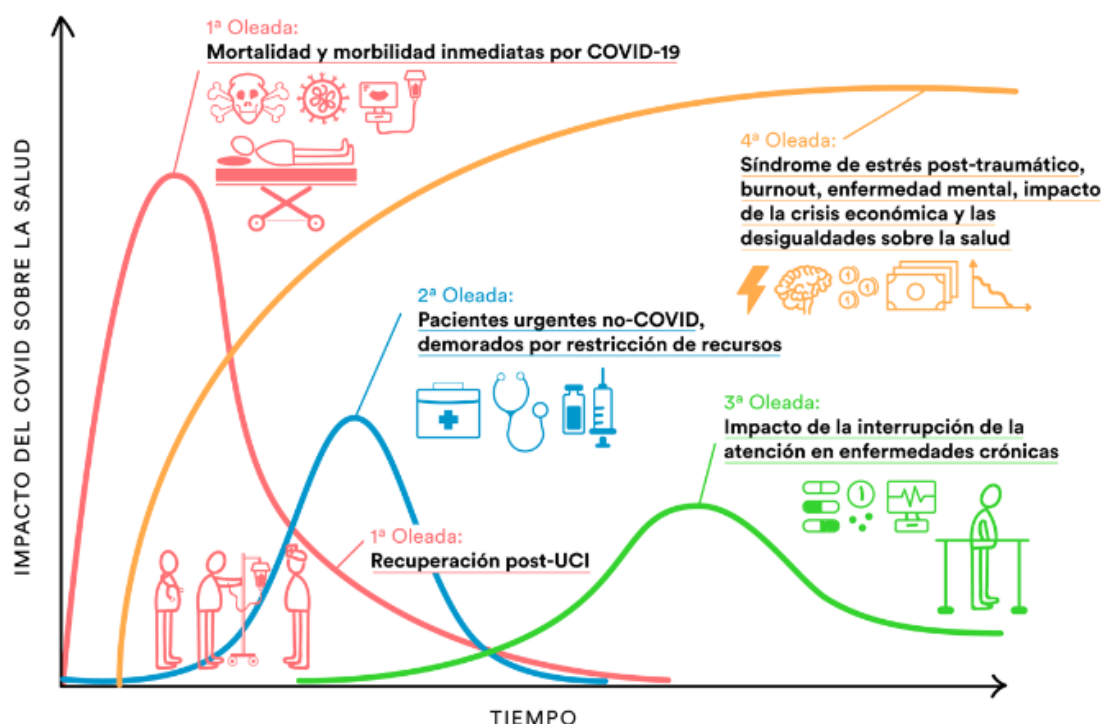 1ª Oleada:
Mortalidad y morbilidad inmediatas por COVID-19
4ª Oleada:
Síndrome de estrés post-traumático,
burnout, enfermedad mental, impacto
de la crisis económica y las
desigualdades sobre la salud
2ª Oleada:
Pacientes urgentes no-COVID,
demorados por restricción de recursos
3ª Oleada:
Impacto de la interrupción de la
atención en enfermedades crónicas
1ª Oleada:
Recuperación post-UCI
IMPACTO DEL COVID SOBRE LA SALUD
TIEMPO